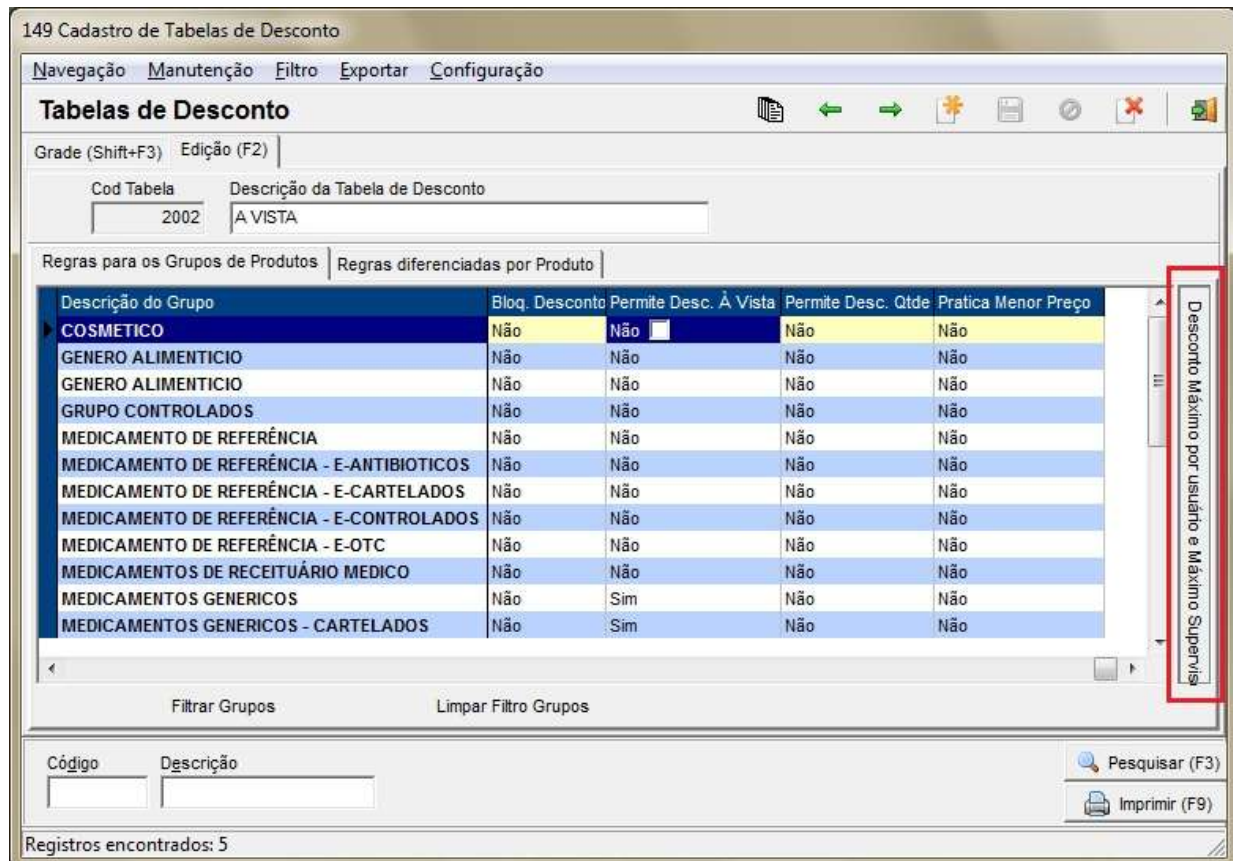 149 Cadastro de Tabelas de Desconto
Navegação Manutenção Filtro Exportar Configuração
Tabelas de Desconto
Grade (Shift+F3) Edição (F2)
Cod Tabela Descrição da Tabela de Desconto
2002 A VISTA
Regras para os Grupos de Produtos Regras diferenciadas por Produto
Descrição do Grupo Bloq. Desconto Permite Desc. À Vista Permite Desc. Qtde Pratica Menor Preço
COSMETICO Não Não Não Não
GENERO ALIMENTICIO Não Não Não Não
GENERO ALIMENTICIO Não Não Não Não
GRUPO CONTROLADOS Não Não Não Não
MEDICAMENTO DE REFERÊNCIA Não Não Não Não
MEDICAMENTO DE REFERÊNCIA - E-ANTIBIOTICOS Não Não Não Não
MEDICAMENTO DE REFERÊNCIA - E-CARTELADOS Não Não Não Não
MEDICAMENTO DE REFERÊNCIA - E-CONTROLADOS Não Não Não Não
MEDICAMENTO DE REFERÊNCIA - E-OTC Não Não Não Não
MEDICAMENTOS DE RECEITUÁRIO MEDICO Não Não Não Não
MEDICAMENTOS GENERICOS Não Sim Não Não
MEDICAMENTOS GENERICOS - CARTELADOS Não Sim Não Não
Desconto Máximo por usuário e Máximo Supervisa
Filtrar Grupos Limpar Filtro Grupos
Código Descrição
Pesquisar (F3)
Imprimir (F9)
Registros encontrados: 5